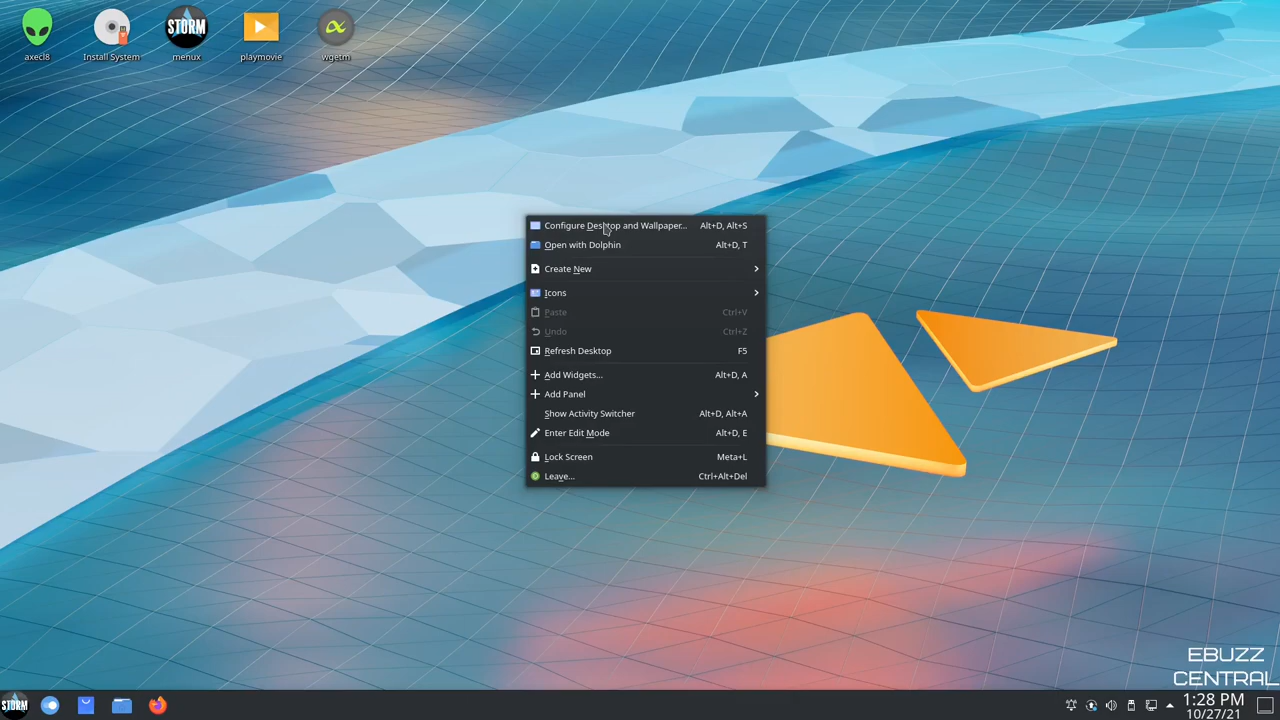 axecl8
Install System
STORM
menux
playmovie
wgetm
Configure Desktop and Wallpaper... Alt+D, Alt+S
Open with Dolphin Alt+D, T
Create New
Icons
Paste Ctrl+V
Undo Ctrl+Z
Refresh Desktop F5
Add Widgets... Alt+D, A
Add Panel
Show Activity Switcher Alt+D, Alt+A
Enter Edit Mode Alt+D, E
Lock Screen Meta+L
Leave... Ctrl+Alt+Del
EBUZZ
CENTRAL
STORM
1:28 PM
10/27/21